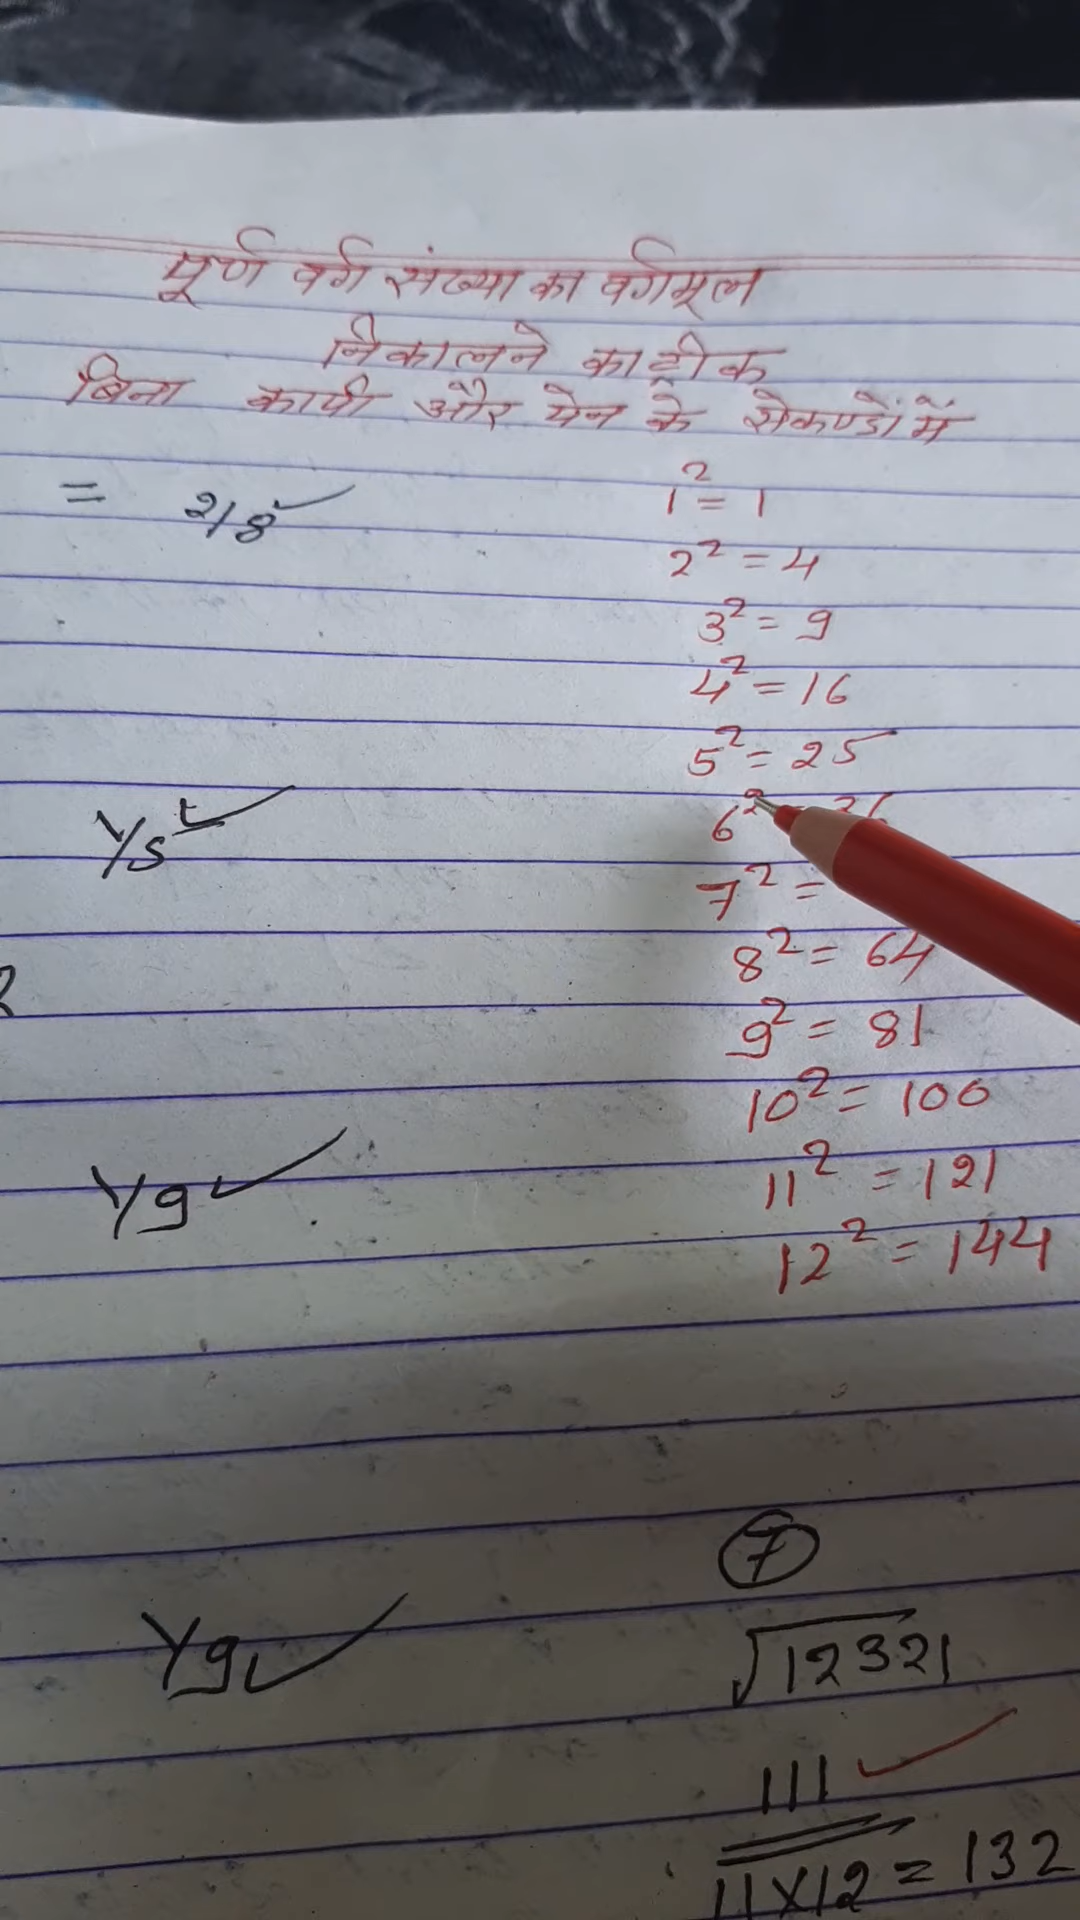 पूर्ण वर्ग संख्या का वर्गमूल
निकालने का ट्रीक
बिना कापी और पेन के सेकण्डों में
= 2/8
1² = 1
2² = 4
3² = 9
4² = 16
5² = 25
6² = 36
7² =
8² = 64
9² = 81
10² = 100
11² = 121
12² = 144
1/5
1/9
1/9
7
√12321
111
11X12 = 132